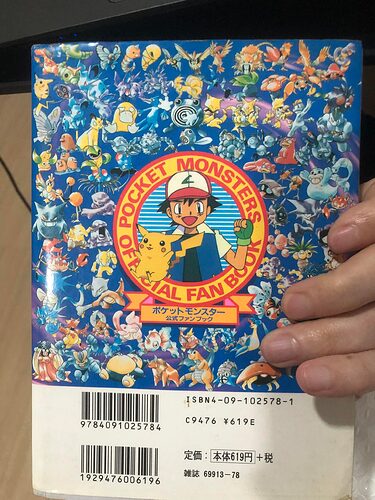 POCKET MONSTERS
OFFICIAL FAN BOOK
ポケットモンスター
公式ファンブック
ISBN4-09-102578-1
C9476 ¥619E
9784091025784
定価：本体619円＋税
雑誌 69913-78
1929476006196